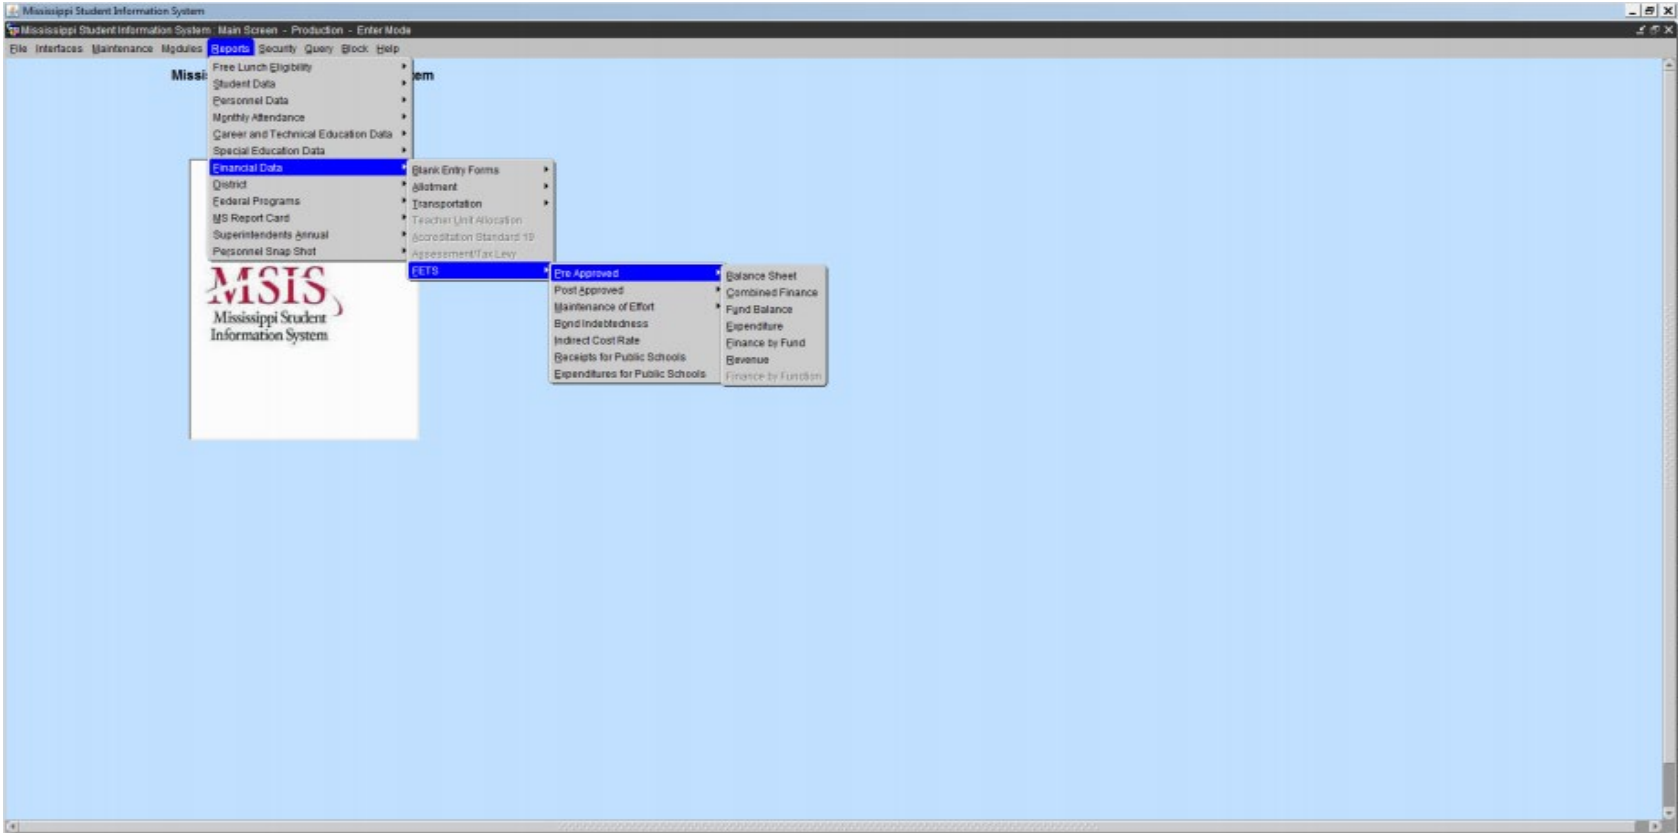 Mississippi Student Information System
Mississippi Student Information System: Main Screen - Production - Enter Mode
File Interfaces Maintenance Modules Reports Security Query Block Help
Missi
em
Free Lunch Eligibility
Student Data
Personnel Data
Monthly Attendance
Career and Technical Education Data
Special Education Data
Financial Data
District
Federal Programs
MS Report Card
Superintendents Annual
Personnel Snap Shot
Blank Entry Forms
Allotment
Transportation
Teacher Unit Allocation
Accreditation Standard 19
Assessment/Tax Levy
FETS
Pre Approved
Post Approved
Maintenance of Effort
Bond Indebtedness
Indirect Cost Rate
Receipts for Public Schools
Expenditures for Public Schools
Balance Sheet
Combined Finance
Fund Balance
Expenditure
Finance by Fund
Revenue
Finance by Function
MSIS
Mississippi Student
Information System